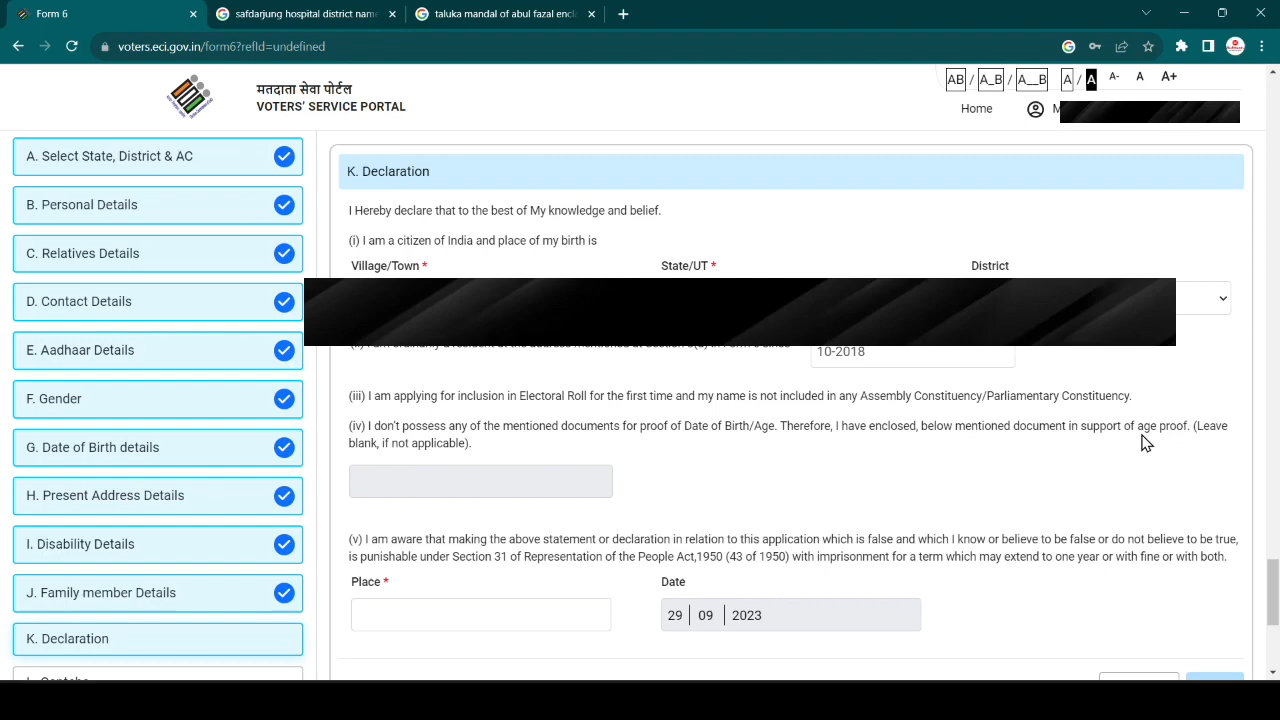 Form 6
safdarjung hospital district nam
taluka mandal of abul fazal encl
voters.eci.gov.in/form6?refId=undefined
मतदाता सेवा पोर्टल
VOTERS' SERVICE PORTAL
AB / A_B / A__B A / A A- A A+
Home
M
A. Select State, District & AC
B. Personal Details
C. Relatives Details
D. Contact Details
E. Aadhaar Details
F. Gender
G. Date of Birth details
H. Present Address Details
I. Disability Details
J. Family member Details
K. Declaration
K. Declaration
I Hereby declare that to the best of My knowledge and belief.
(i) I am a citizen of India and place of my birth is
Village/Town * State/UT * District
10-2018
(iii) I am applying for inclusion in Electoral Roll for the first time and my name is not included in any Assembly Constituency/Parliamentary Constituency.
(iv) I don't possess any of the mentioned documents for proof of Date of Birth/Age. Therefore, I have enclosed, below mentioned document in support of age proof. (Leave
blank, if not applicable).
(v) I am aware that making the above statement or declaration in relation to this application which is false and which I know or believe to be false or do not believe to be true,
is punishable under Section 31 of Representation of the People Act,1950 (43 of 1950) with imprisonment for a term which may extend to one year or with fine or with both.
Place * Date
29 09 2023